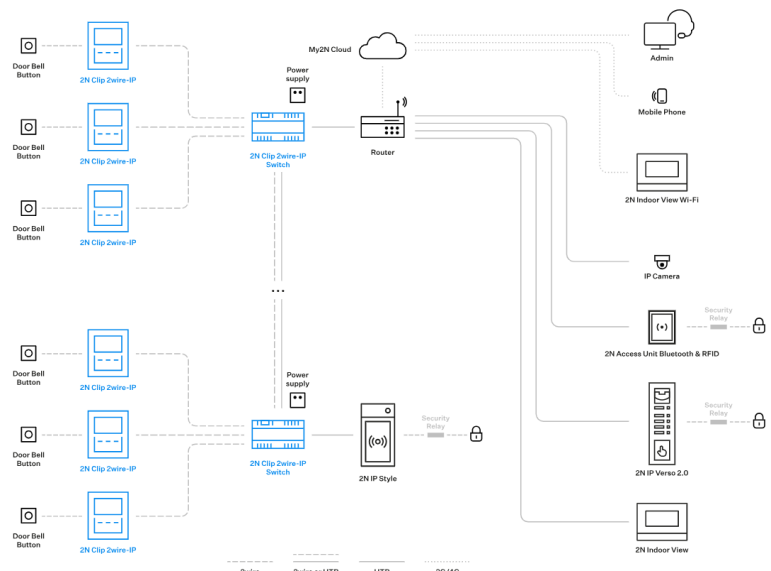 My2N Cloud
Admin
Door Bell
Button
2N Clip 2wire-IP
Power
supply
Mobile Phone
Door Bell
Button
2N Clip 2wire-IP
2N Clip 2wire-IP
Switch
Router
2N Indoor View Wi-Fi
Door Bell
Button
2N Clip 2wire-IP
IP Camera
...
Security
Relay
2N Access Unit Bluetooth & RFID
Door Bell
Button
2N Clip 2wire-IP
Power
supply
Security
Relay
Security
Relay
Door Bell
Button
2N Clip 2wire-IP
2N Clip 2wire-IP
Switch
2N IP Style
2N IP Verso 2.0
Door Bell
Button
2N Clip 2wire-IP
2N Indoor View